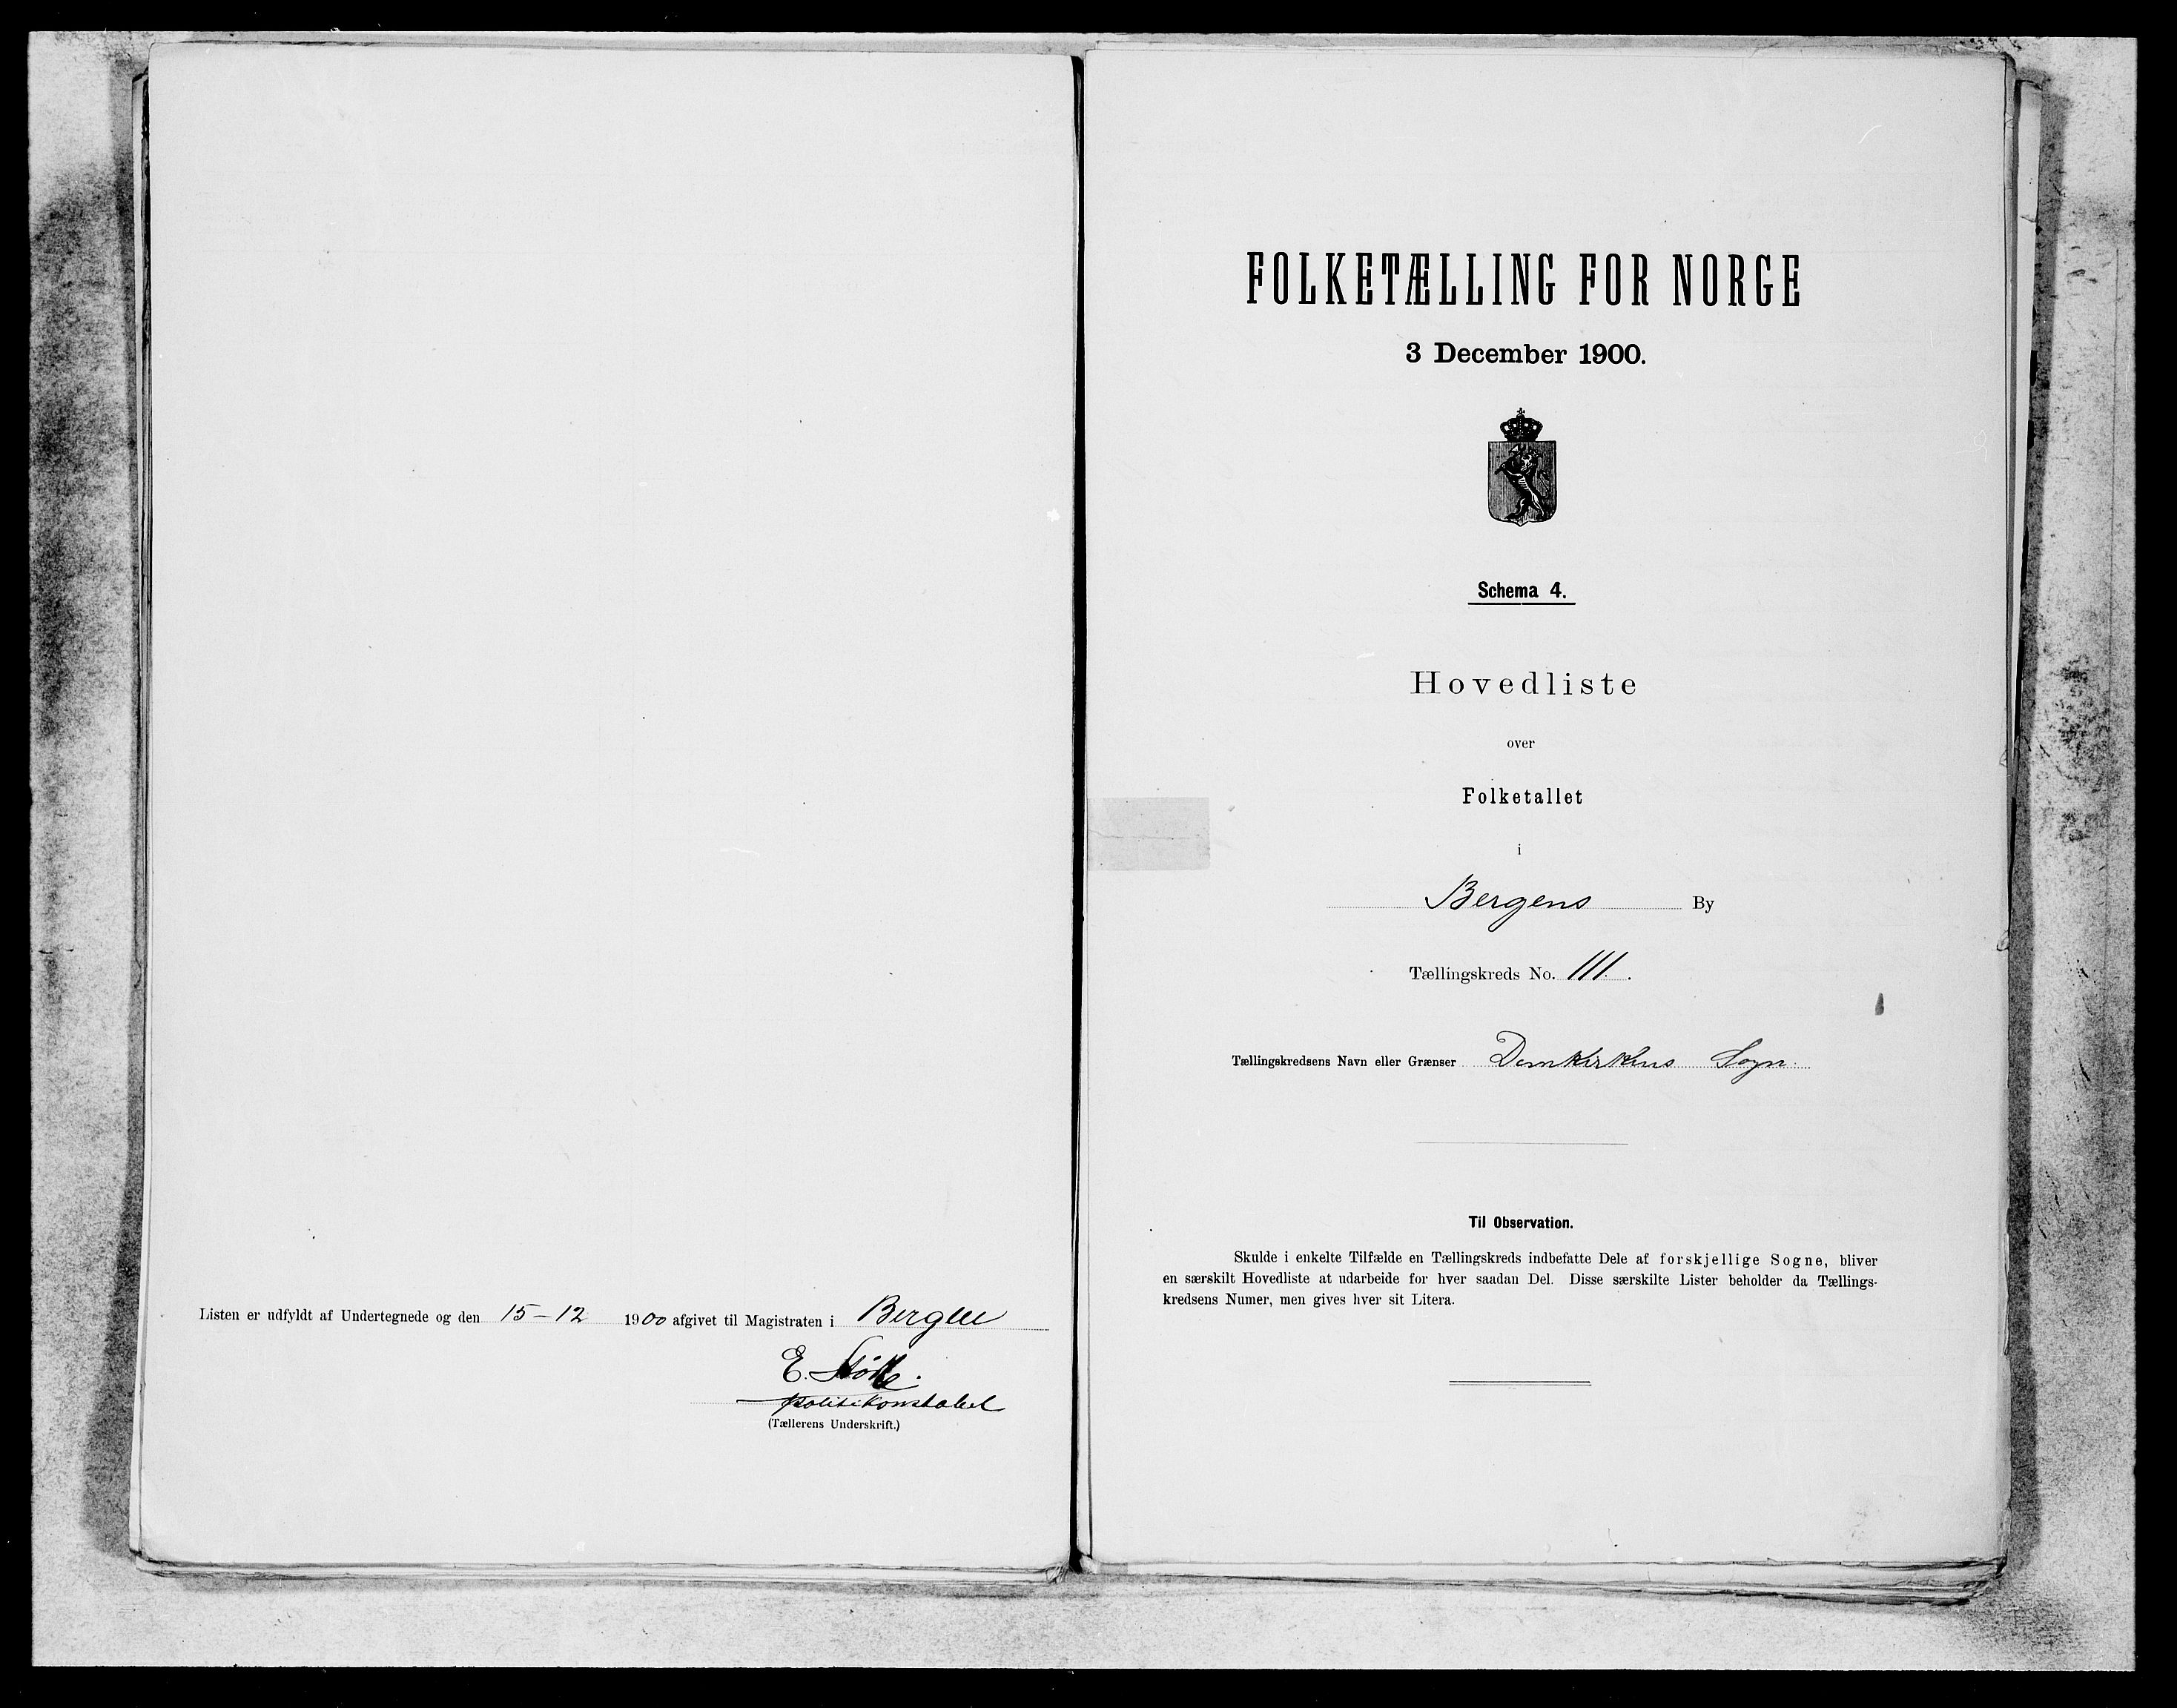 Listen er udfyldt af Undertegnede og den 15-12 1900 afgivet til Magistraten i Bergen
E.
Politikonstabel
(Tællerens Underskrift.)
FOLKETÆLLING FOR NORGE
3 December 1900.
Schema 4.
Hovedliste
over
Folketallet
i
Bergens By
Tællingskreds No. 111.
Tællingskredsens Navn eller Grænser Domkirkens Sogn.
Til Observation.
Skulde i enkelte Tilfælde en Tællingskreds indbefatte Dele af forskjellige Sogne, bliver
en særskilt Hovedliste at udarbeide for hver saadan Del. Disse særskilte Lister beholder da Tællings-
kredsens Numer, men gives hver sit Litera.